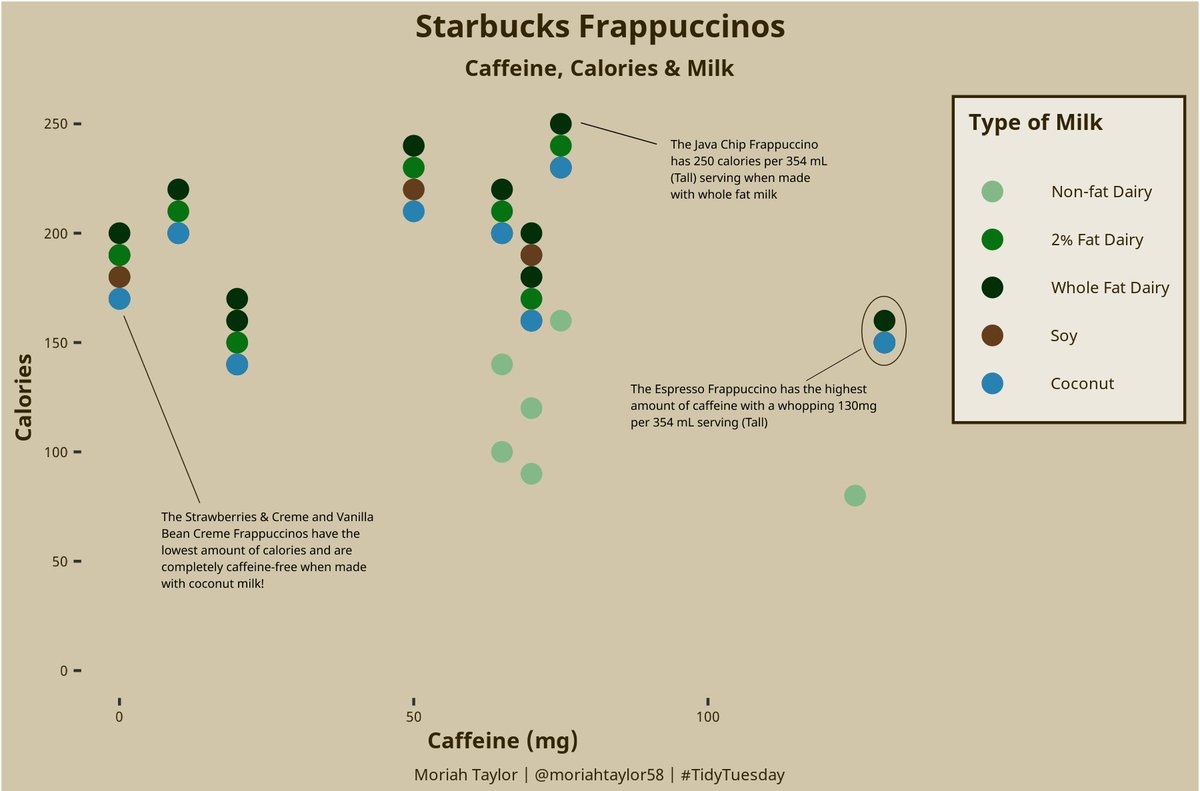 Starbucks Frappuccinos
Caffeine, Calories & Milk
Type of Milk
Non-fat Dairy
2% Fat Dairy
Whole Fat Dairy
Soy
Coconut
250
200
150
100
50
0
Calories
The Java Chip Frappuccino
has 250 calories per 354 mL
(Tall) serving when made
with whole fat milk
The Espresso Frappuccino has the highest
amount of caffeine with a whopping 130mg
per 354 mL serving (Tall)
The Strawberries & Creme and Vanilla
Bean Creme Frappuccinos have the
lowest amount of calories and are
completely caffeine-free when made
with coconut milk!
0
50
100
Caffeine (mg)
Moriah Taylor | @moriahtaylor58 | #TidyTuesday